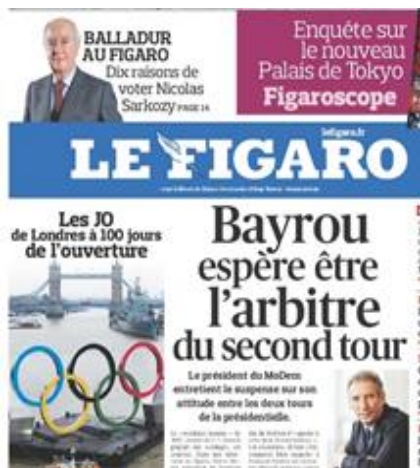 BALLADUR
AU FIGARO
Dix raisons de
voter Nicolas
Sarkozy PAGE 14
Enquête sur
le nouveau
Palais de Tokyo
Figaroscope
lefigaro.fr
LE FIGARO
Les JO
de Londres à 100 jours
de l'ouverture
Bayrou
espère être
l'arbitre
du second tour
Le président du MoDem
entretient le suspense sur son
attitude entre les deux tours
de la présidentielle.